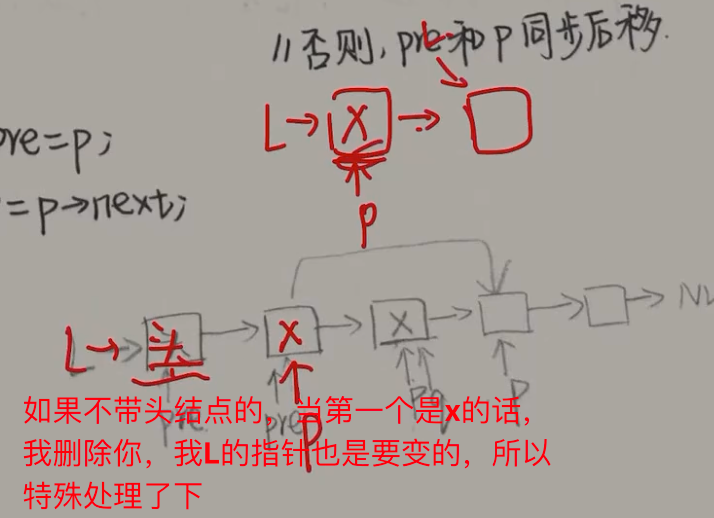 //否则,pre和p同步后移.
L
L→ X →
pre=p;
=p→next;
p
L→ 头 → X → X → → → NU
pre pre p q p
p
如果不带头结点的，当第一个是x的话，
我删除你，我L的指针也是要变的，所以
特殊处理了下